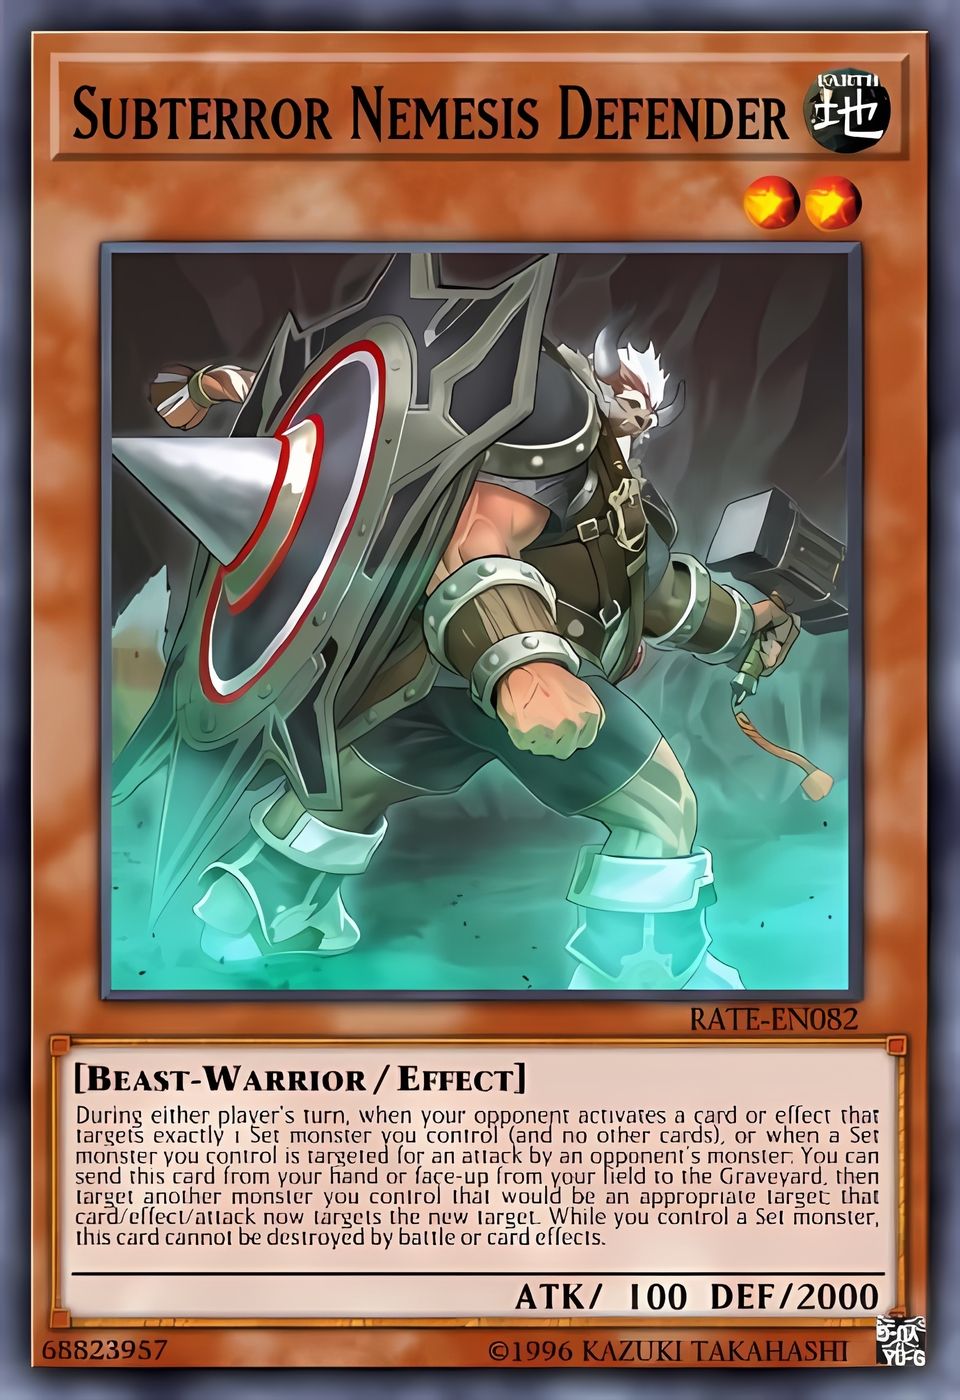 SUBTERROR NEMESIS DEFENDER
EARTH
地
RATE-EN082
[BEAST-WARRIOR / EFFECT]
During either player's turn, when your opponent activates a card or effect that
targets exactly 1 Set monster you control (and no other cards), or when a Set
monster you control is targeted for an attack by an opponent's monster: You can
send this card from your hand or face-up from your field to the Graveyard, then
target another monster you control that would be an appropriate target; that
card/effect/attack now targets the new target. While you control a Set monster,
this card cannot be destroyed by battle or card effects.
ATK/ 100 DEF/2000
68823957
©1996 KAZUKI TAKAHASHI